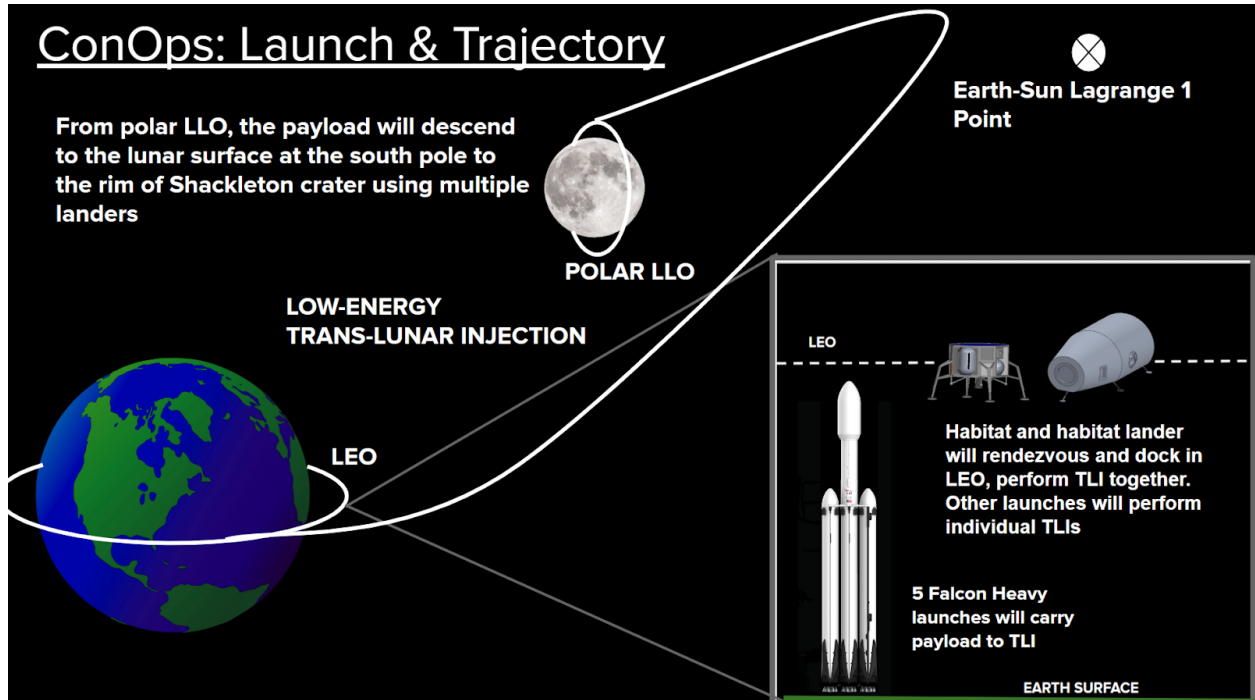 ConOps: Launch & Trajectory
From polar LLO, the payload will descend
to the lunar surface at the south pole to
the rim of Shackleton crater using multiple
landers
Earth-Sun Lagrange 1
Point
POLAR LLO
LOW-ENERGY
TRANS-LUNAR INJECTION
LEO
LEO
Habitat and habitat lander
will rendezvous and dock in
LEO, perform TLI together.
Other launches will perform
individual TLIs
5 Falcon Heavy
launches will carry
payload to TLI
EARTH SURFACE